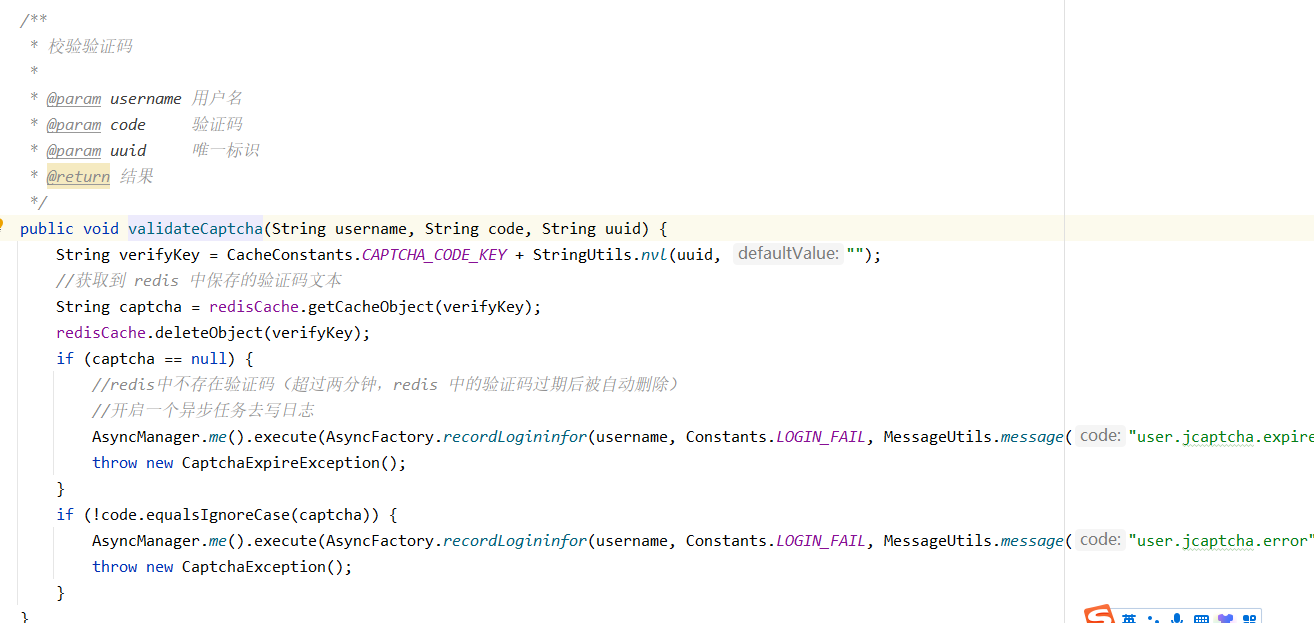 /**
 * 校验验证码
 *
 * @param username 用户名
 * @param code     验证码
 * @param uuid     唯一标识
 * @return 结果
 */
public void validateCaptcha(String username, String code, String uuid) {
    String verifyKey = CacheConstants.CAPTCHA_CODE_KEY + StringUtils.nvl(uuid, defaultValue: "");
    //获取到 redis 中保存的验证码文本
    String captcha = redisCache.getCacheObject(verifyKey);
    redisCache.deleteObject(verifyKey);
    if (captcha == null) {
        //redis中不存在验证码（超过两分钟，redis 中的验证码过期后被自动删除）
        //开启一个异步任务去写日志
        AsyncManager.me().execute(AsyncFactory.recordLogininfor(username, Constants.LOGIN_FAIL, MessageUtils.message( code: "user.jcaptcha.expire
        throw new CaptchaExpireException();
    }
    if (!code.equalsIgnoreCase(captcha)) {
        AsyncManager.me().execute(AsyncFactory.recordLogininfor(username, Constants.LOGIN_FAIL, MessageUtils.message( code: "user.jcaptcha.error"
        throw new CaptchaException();
    }
}
英